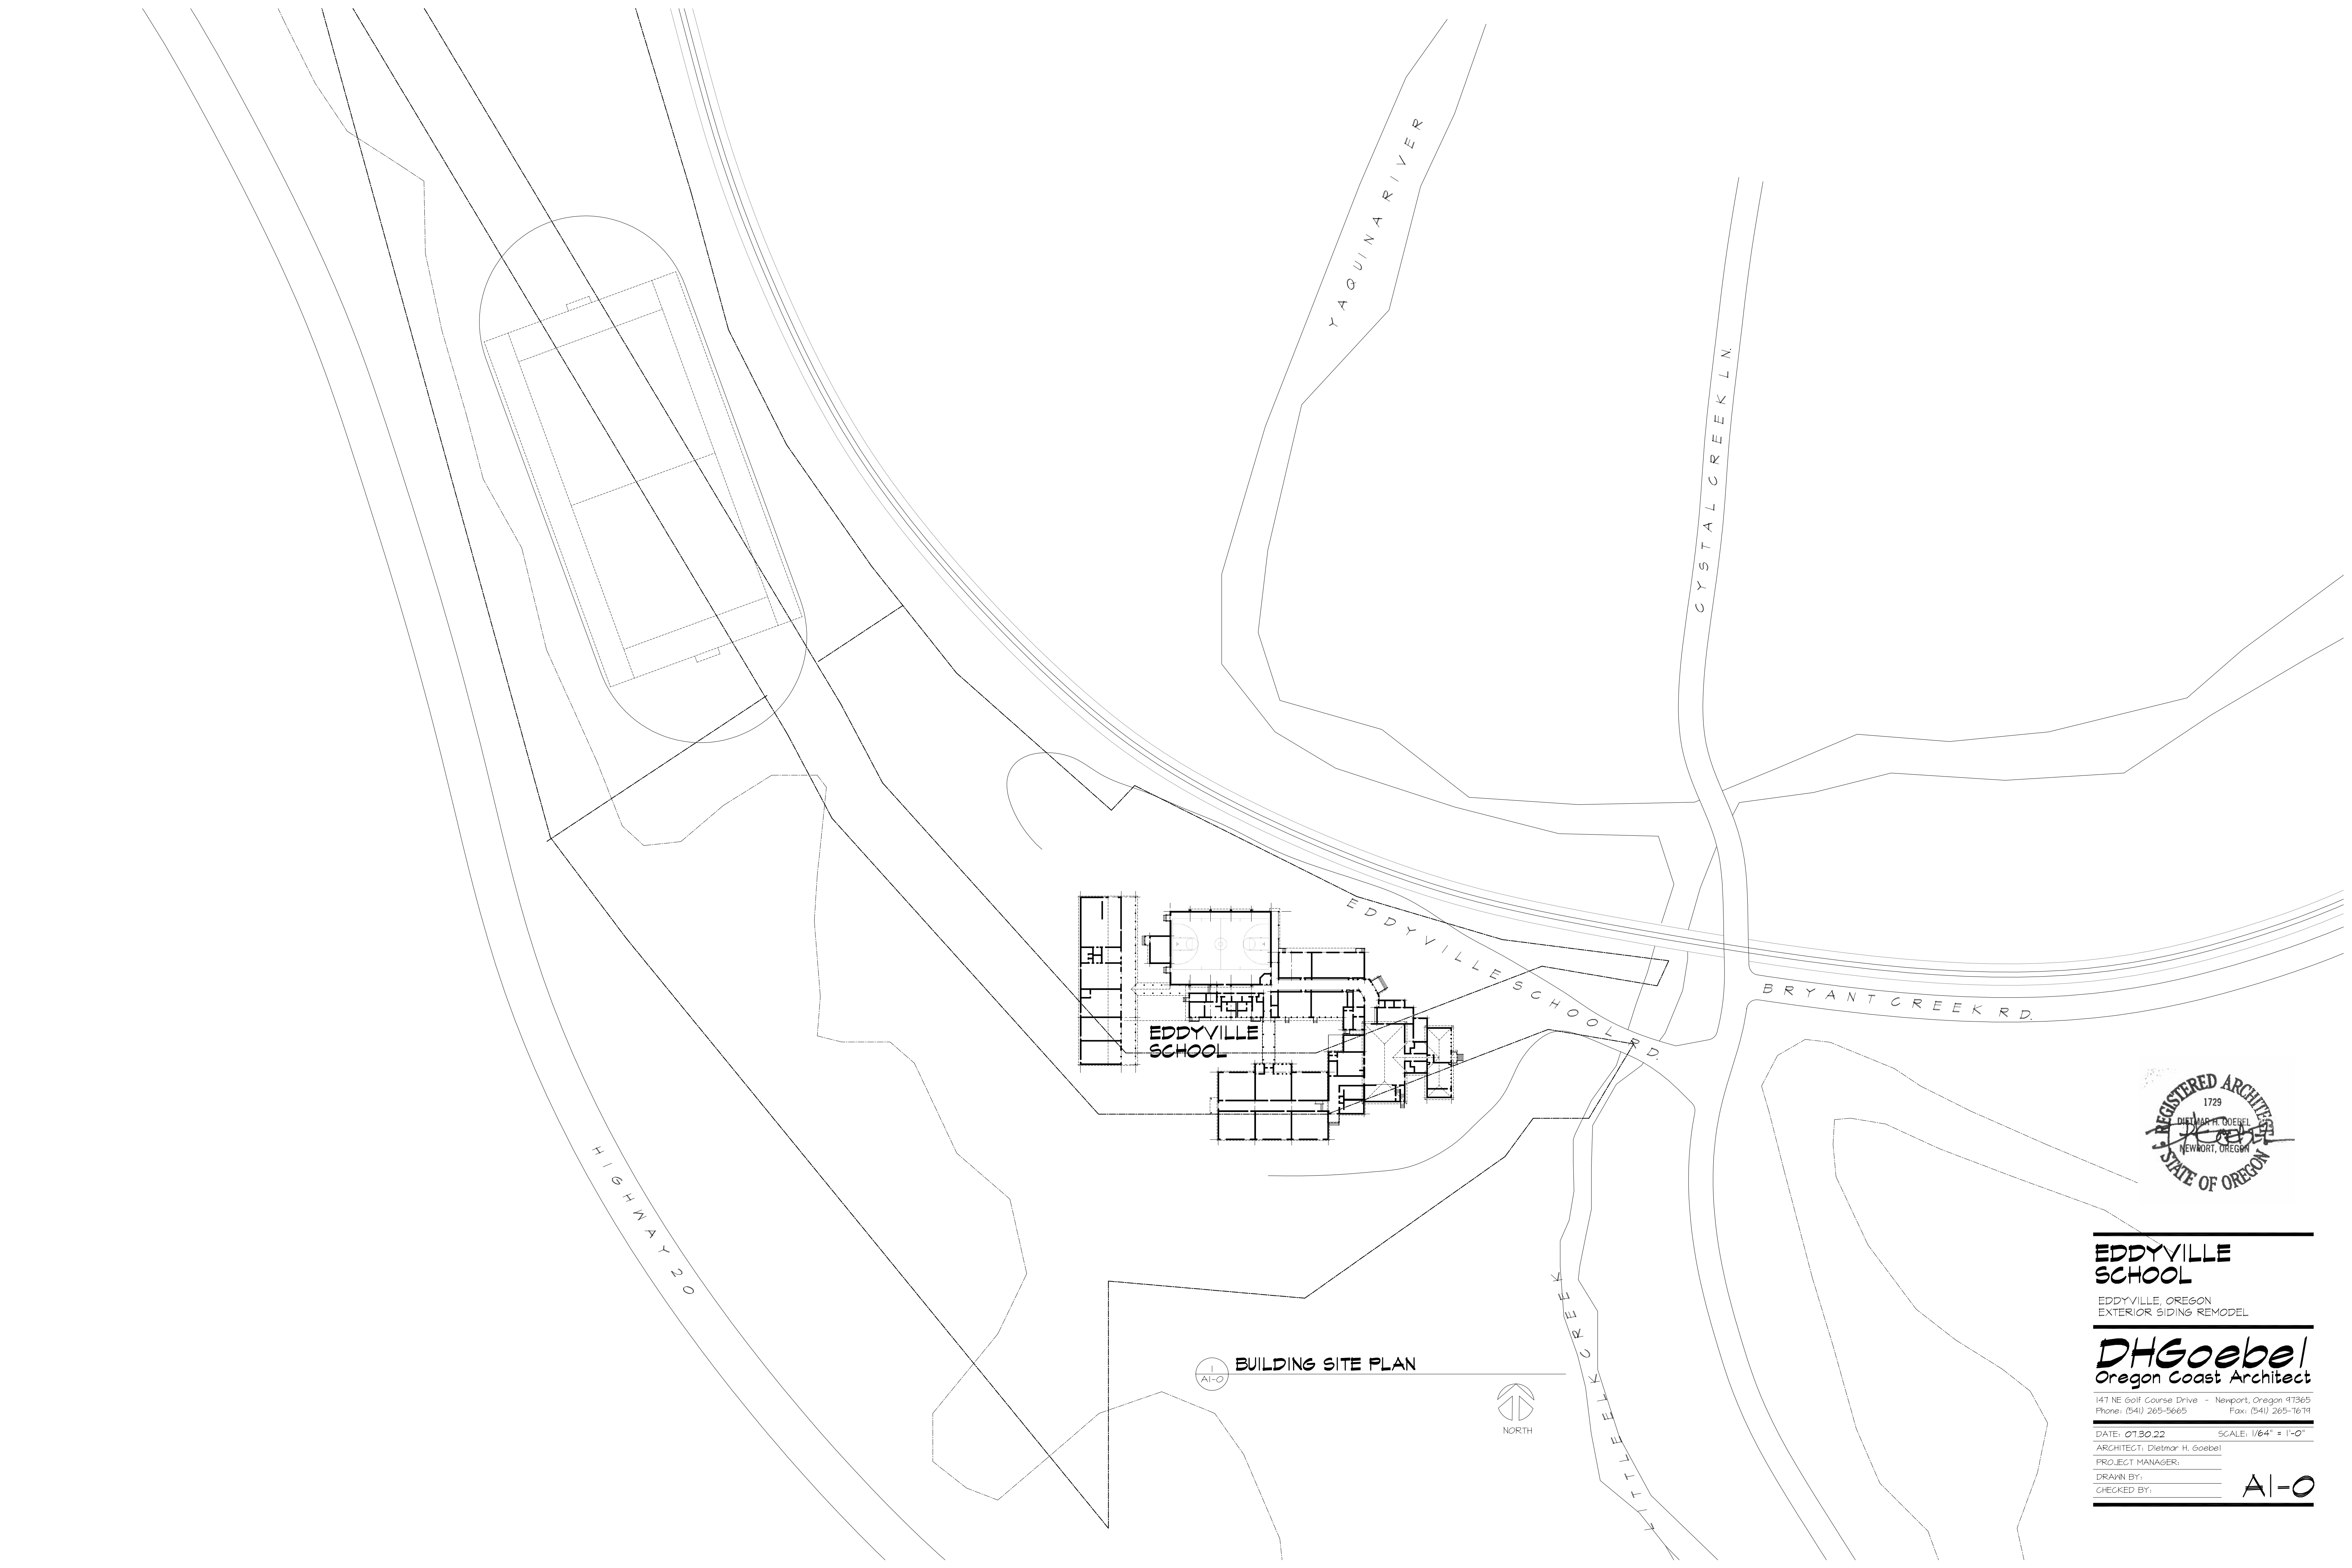 YAQUINA RIVER
CYSTAL CREEK LN.
EDDYVILLE SCHOOL RD.
BRYANT CREEK RD.
EDDYVILLE
SCHOOL
HIGHWAY 20
LITTLE ELK CREEK
1
A1-0
BUILDING SITE PLAN
NORTH
REGISTERED ARCHITECT
1729
DIETMAR H. GOEBEL
NEWPORT, OREGON
STATE OF OREGON
EDDYVILLE
SCHOOL
EDDYVILLE, OREGON
EXTERIOR SIDING REMODEL
DHGoebel
Oregon Coast Architect
147 NE Golf Course Drive - Newport, Oregon 97365
Phone: (541) 265-5665 Fax: (541) 265-7679
DATE: 07.30.22 SCALE: 1/64" = 1'-0"
ARCHITECT: Dietmar H. Goebel
PROJECT MANAGER:
DRAWN BY:
CHECKED BY:
A1-0